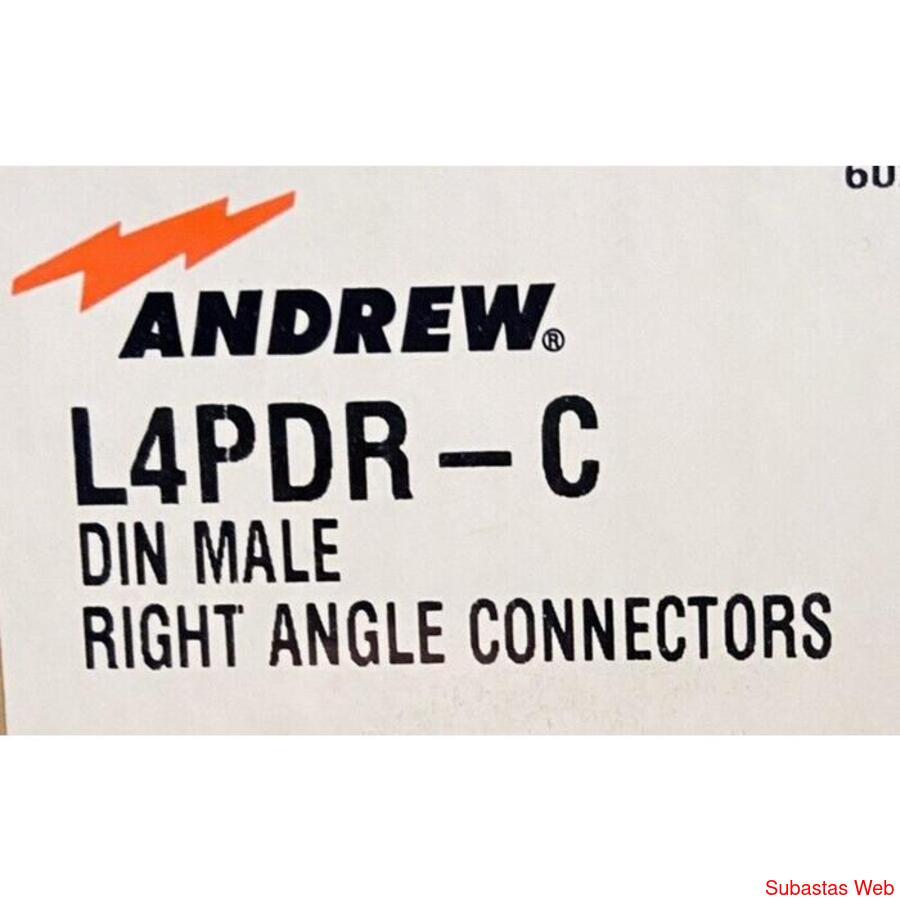 ANDREW®
L4PDR – C
DIN MALE
RIGHT ANGLE CONNECTORS
Subastas Web